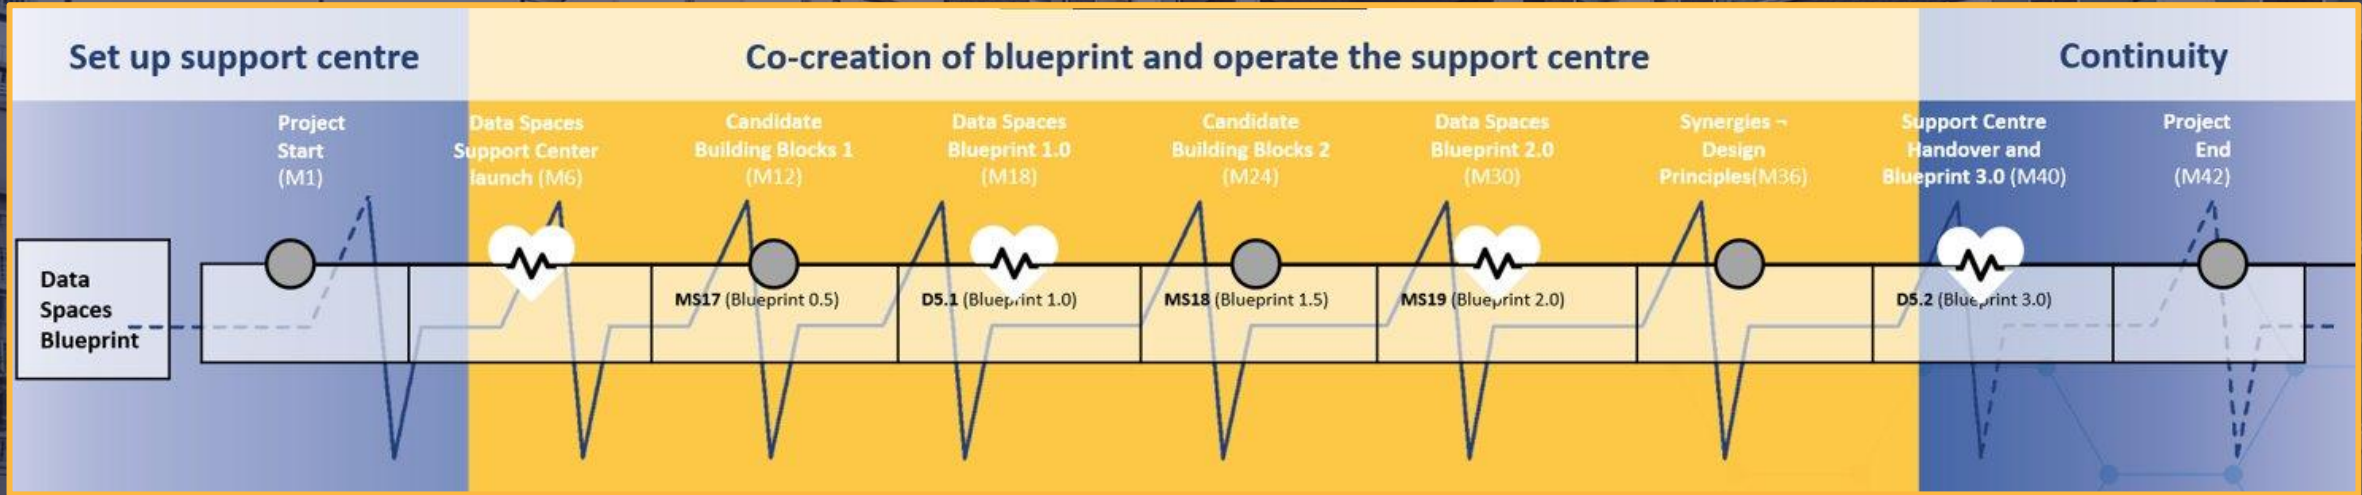 Set up support centre
Co-creation of blueprint and operate the support centre
Continuity
Project
Start
(M1)
Data Spaces
Support Center
launch (M6)
Candidate
Building Blocks 1
(M12)
Data Spaces
Blueprint 1.0
(M18)
Candidate
Building Blocks 2
(M24)
Data Spaces
Blueprint 2.0
(M30)
Synergies ¬
Design
Principles(M36)
Support Centre
Handover and
Blueprint 3.0 (M40)
Project
End
(M42)
Data
Spaces
Blueprint
MS17 (Blueprint 0.5)
D5.1 (Blueprint 1.0)
MS18 (Blueprint 1.5)
MS19 (Blueprint 2.0)
D5.2 (Blueprint 3.0)